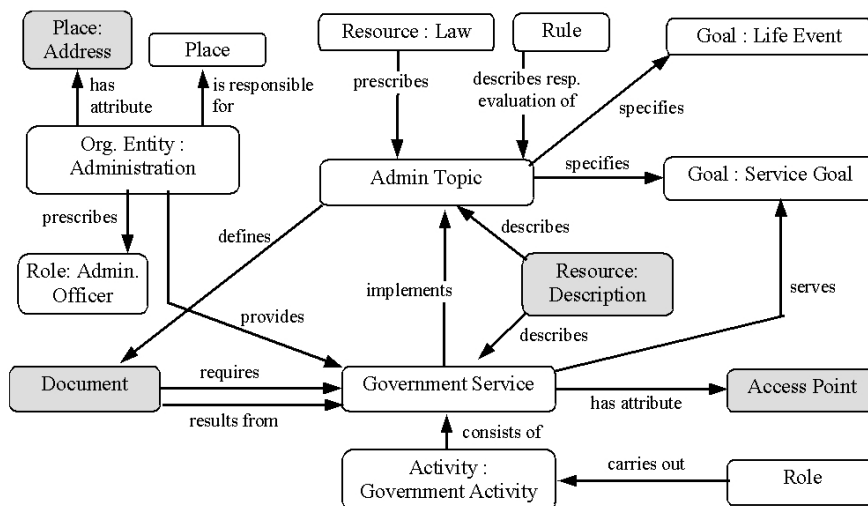 Place:
Address
Place
Resource : Law
Rule
Goal : Life Event
has
attribute
is responsible
for
prescribes
describes resp.
evaluation of
specifies
Org. Entity :
Administration
Admin Topic
specifies
Goal : Service Goal
prescribes
defines
describes
Role: Admin.
Officer
Resource:
Description
implements
serves
provides
describes
Document
requires
Government Service
has attribute
Access Point
results from
consists of
Activity :
Government Activity
carries out
Role